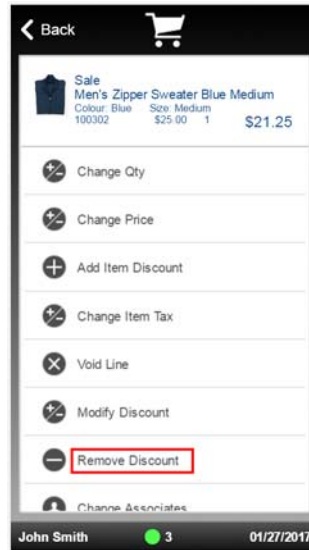 Back
Sale
Men's Zipper Sweater Blue Medium
Colour: Blue Size: Medium
100302 $25.00 1 $21.25
Change Qty
Change Price
Add Item Discount
Change Item Tax
Void Line
Modify Discount
Remove Discount
Change Associates
John Smith 3 01/27/2017